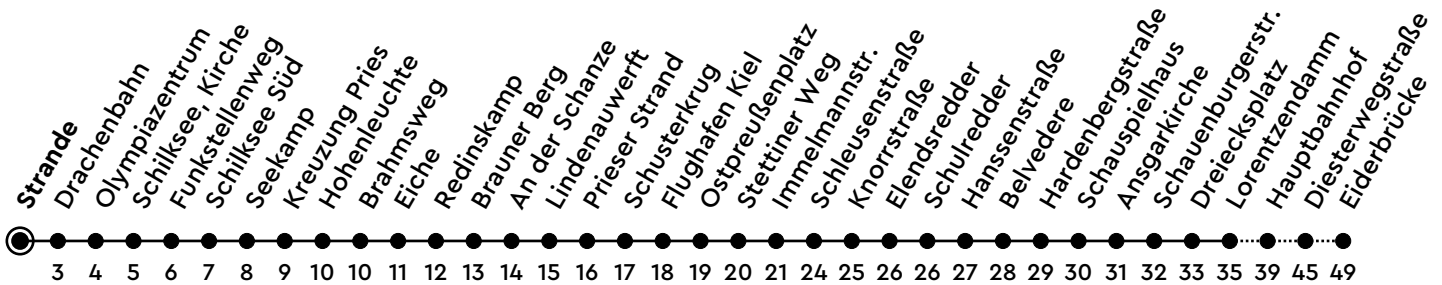 Strande
Drachenbahn
Olympiazentrum
Schilksee, Kirche
Funkstellenweg
Schilksee Süd
Seekamp
Kreuzung Pries
Hohenleuchte
Brahmsweg
Eiche
Redinskamp
Brauner Berg
An der Schanze
Lindenauwerft
Prieser Strand
Schusterkrug
Flughafen Kiel
Ostpreußenplatz
Stettiner Weg
Immelmannstr.
Schleusenstraße
Knorrstraße
Elendsredder
Schulredder
Hanssenstraße
Belvedere
Hardenbergstraße
Schauspielhaus
Ansgarkirche
Schauenburgerstr.
Dreiecksplatz
Lorentzendamm
Hauptbahnhof
Diesterwegstraße
Eiderbrücke
3 4 5 6 7 8 9 10 10 11 12 13 14 15 16 17 18 19 20 21 24 25 26 26 27 28 29 30 31 32 33 35 39 45 49